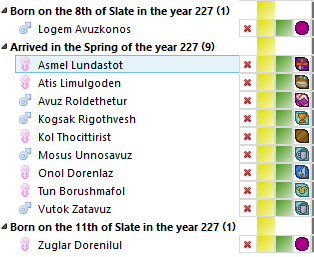 Born on the 8th of Slate in the year 227 (1)
Logem Avuzkonos
Arrived in the Spring of the year 227 (9)
Asmel Lundastot
Atis Limulgoden
Avuz Roldethetur
Kogsak Rigothvesh
Kol Thocittirist
Mosus Unnosavuz
Onol Dorenlaz
Tun Borushmafol
Vutok Zatavuz
Born on the 11th of Slate in the year 227 (1)
Zuglar Dorenilul